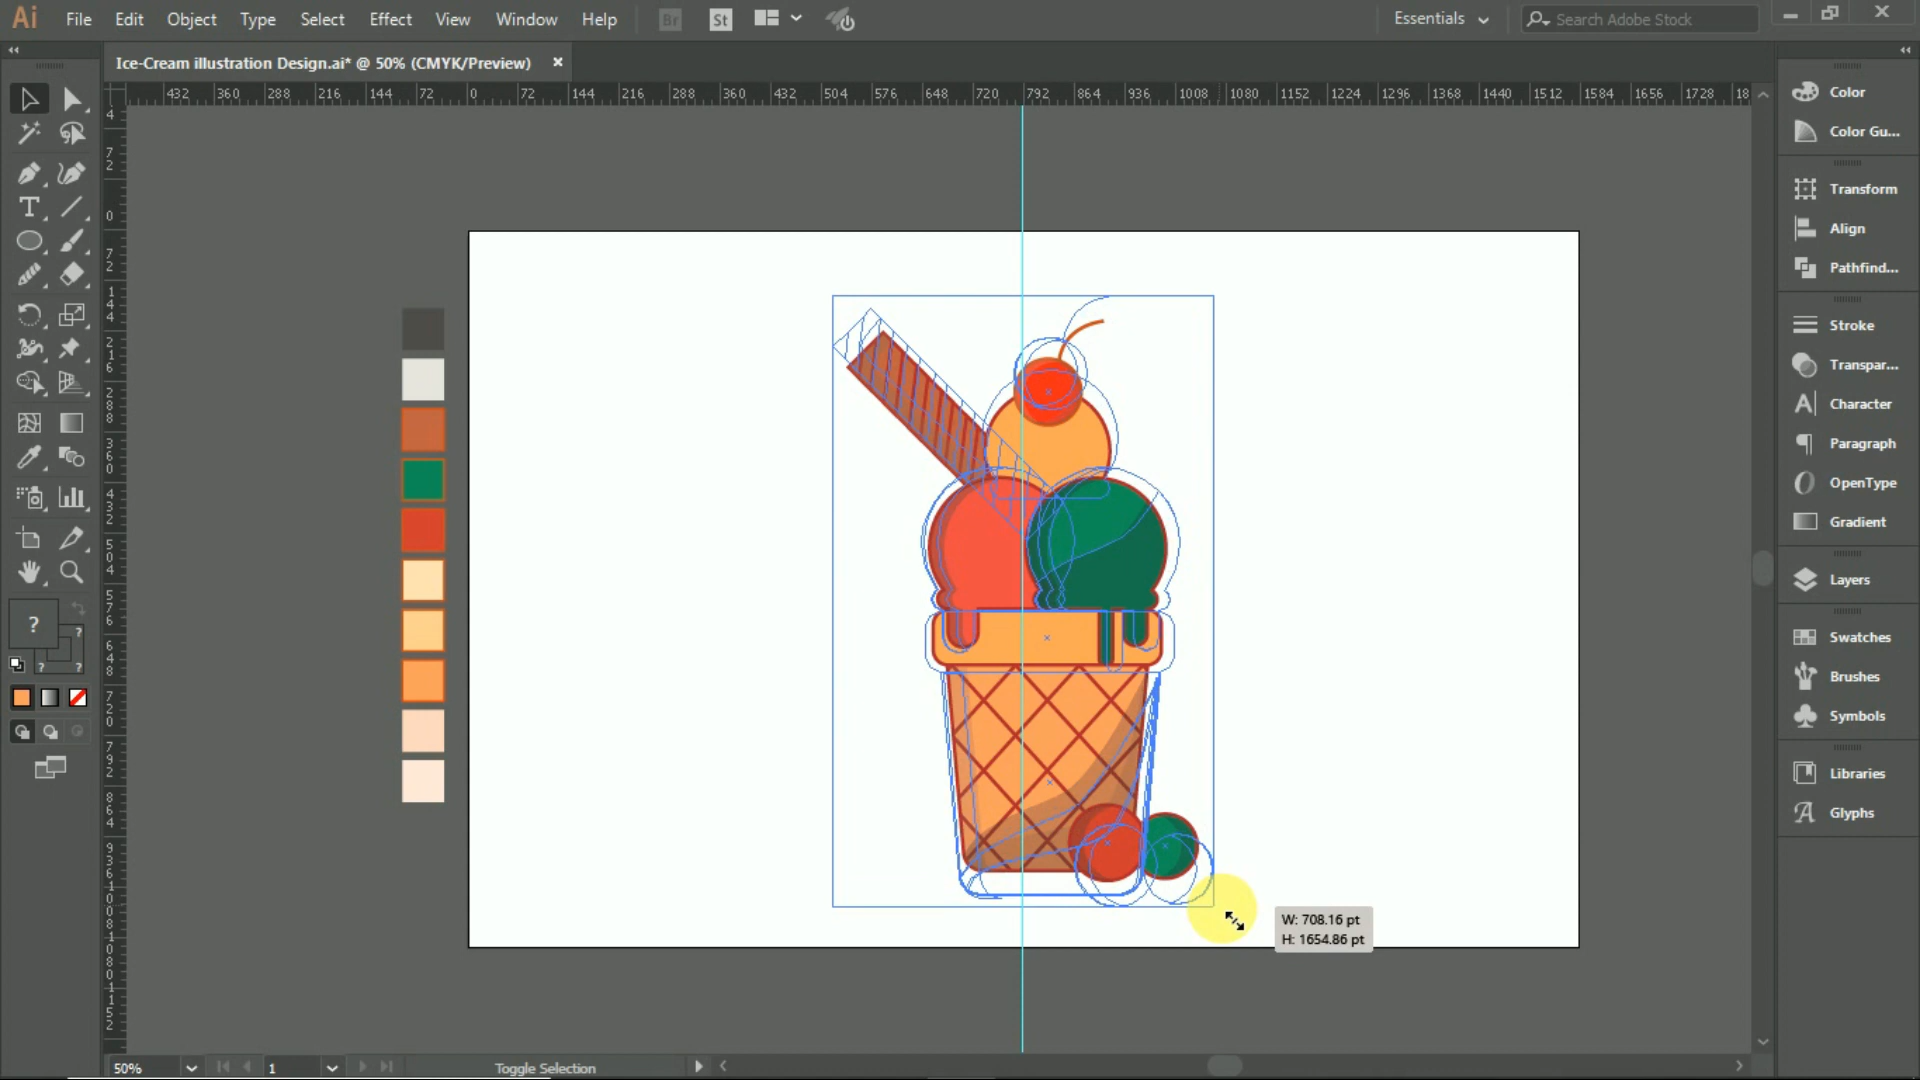 Ai File Edit Object Type Select Effect View Window Help Br St Essentials Search Adobe Stock
Ice-Cream illustration Design.ai* @ 50% (CMYK/Preview) ×
432 360 288 216 144 72 0 72 144 216 288 360 432 504 576 648 720 792 864 936 1008 1080 1152 1224 1296 1368 1440 1512 1584 1656 1728 18
Color
Color Gu...
Transform
Align
Pathfind...
Stroke
Transpar...
Character
Paragraph
OpenType
Gradient
Layers
Swatches
Brushes
Symbols
Libraries
Glyphs
W: 708.16 pt
H: 1654.86 pt
50% 1 Toggle Selection